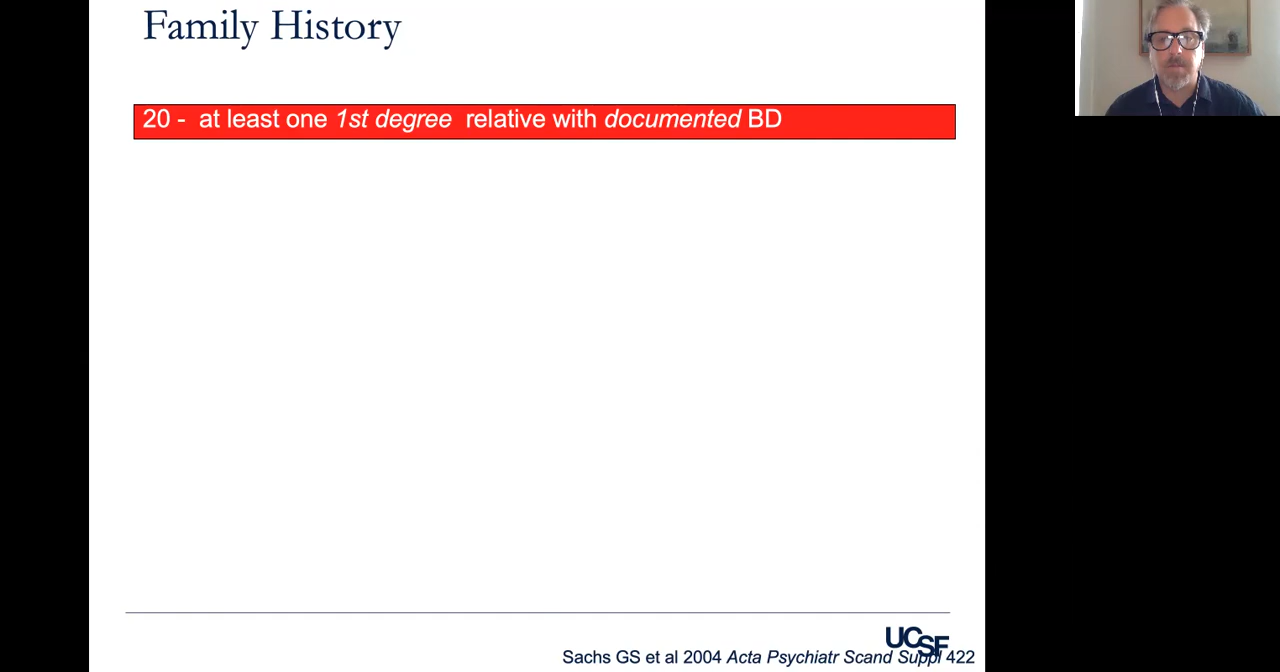 Family History
20 - at least one 1st degree relative with documented BD
UCSF
Sachs GS et al 2004 Acta Psychiatr Scand Suppl 422